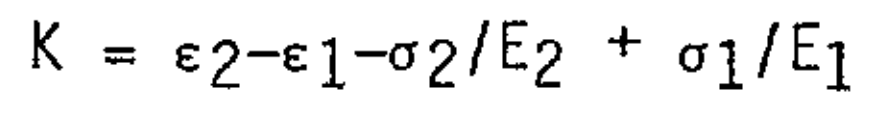 K = ε2-ε1-σ2/E2 + σ1/E1